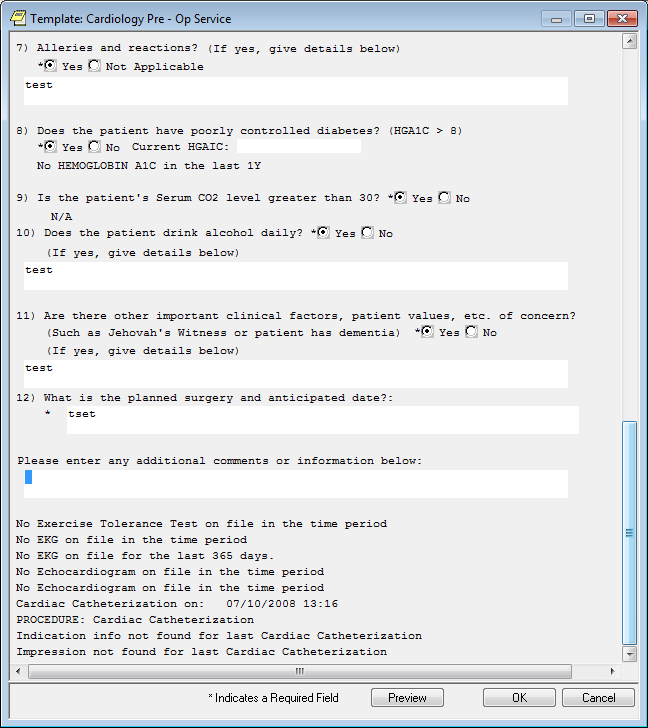 Template: Cardiology Pre - Op Service
7) Alleries and reactions? (If yes, give details below)
* Yes Not Applicable
test
8) Does the patient have poorly controlled diabetes? (HGA1C > 8)
* Yes No Current HGAIC:
No HEMOGLOBIN A1C in the last 1Y
9) Is the patient's Serum CO2 level greater than 30? * Yes No
N/A
10) Does the patient drink alcohol daily? * Yes No
(If yes, give details below)
test
11) Are there other important clinical factors, patient values, etc. of concern?
(Such as Jehovah's Witness or patient has dementia) * Yes No
(If yes, give details below)
test
12) What is the planned surgery and anticipated date?:
* tset
Please enter any additional comments or information below:
No Exercise Tolerance Test on file in the time period
No EKG on file in the time period
No EKG on file for the last 365 days.
No Echocardiogram on file in the time period
No Echocardiogram on file in the time period
Cardiac Catheterization on: 07/10/2008 13:16
PROCEDURE: Cardiac Catheterization
Indication info not found for last Cardiac Catheterization
Impression not found for last Cardiac Catheterization
* Indicates a Required Field Preview OK Cancel